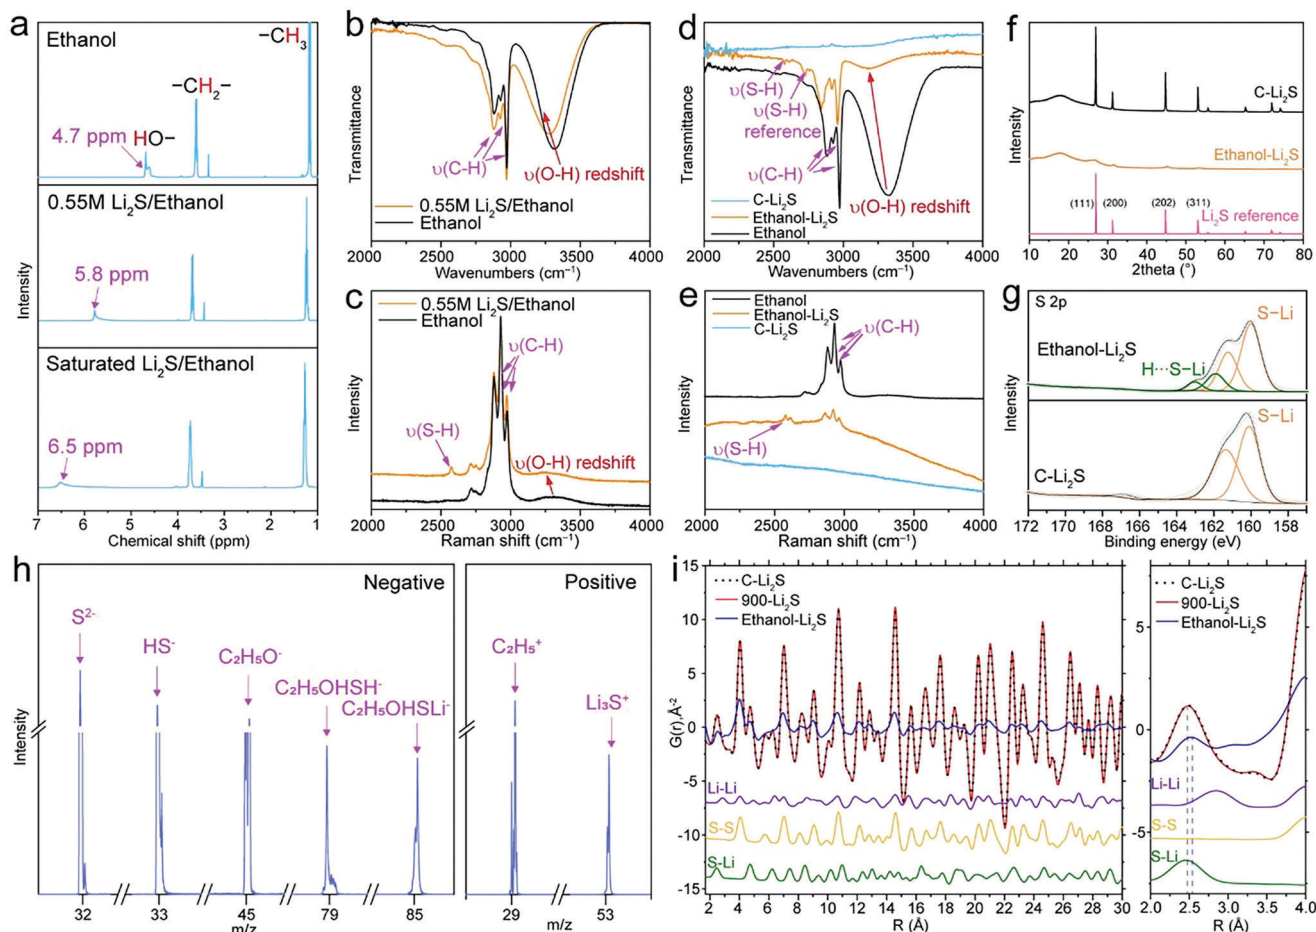 a
Ethanol
−CH₃
−CH₂−
HO−
4.7 ppm
0.55M Li₂S/Ethanol
5.8 ppm
Saturated Li₂S/Ethanol
6.5 ppm
Intensity
7 6 5 4 3 2 1
Chemical shift (ppm)
b
Transmittance
υ(C-H)
υ(O-H) redshift
0.55M Li₂S/Ethanol
Ethanol
2000 2500 3000 3500 4000
Wavenumbers (cm⁻¹)
c
0.55M Li₂S/Ethanol
Ethanol
υ(C-H)
υ(S-H)
υ(O-H) redshift
Intensity
2000 2500 3000 3500 4000
Raman shift (cm⁻¹)
d
Transmittance
υ(S-H)
υ(S-H)
reference
υ(C-H)
υ(O-H) redshift
C-Li₂S
Ethanol-Li₂S
Ethanol
2000 2500 3000 3500 4000
Wavenumbers (cm⁻¹)
e
Ethanol
Ethanol-Li₂S
C-Li₂S
υ(C-H)
υ(S-H)
Intensity
2000 2500 3000 3500 4000
Raman shift (cm⁻¹)
f
C-Li₂S
Ethanol-Li₂S
(111) (200) (202) (311)
Li₂S reference
Intensity
10 20 30 40 50 60 70 80
2theta (°)
g
S 2p
S−Li
Ethanol-Li₂S
H···S−Li
S−Li
C-Li₂S
Intensity
172 170 168 166 164 162 160 158
Binding energy (eV)
h
Negative
Positive
S²⁻
HS⁻
C₂H₅O⁻
C₂H₅OHSH⁻
C₂H₅OHSLi⁻
C₂H₅⁺
Li₃S⁺
Intensity
32 33 45 79 85 29 53
m/z m/z
i
C-Li₂S
900-Li₂S
Ethanol-Li₂S
G(r),Å⁻²
15
10
5
0
-5
-10
-15
Li-Li
S-S
S-Li
2 4 6 8 10 12 14 16 18 20 22 24 26 28 30
R (Å)
C-Li₂S
900-Li₂S
Ethanol-Li₂S
5
0
-5
Li-Li
S-S
S-Li
2.0 2.5 3.0 3.5 4.0
R (Å)